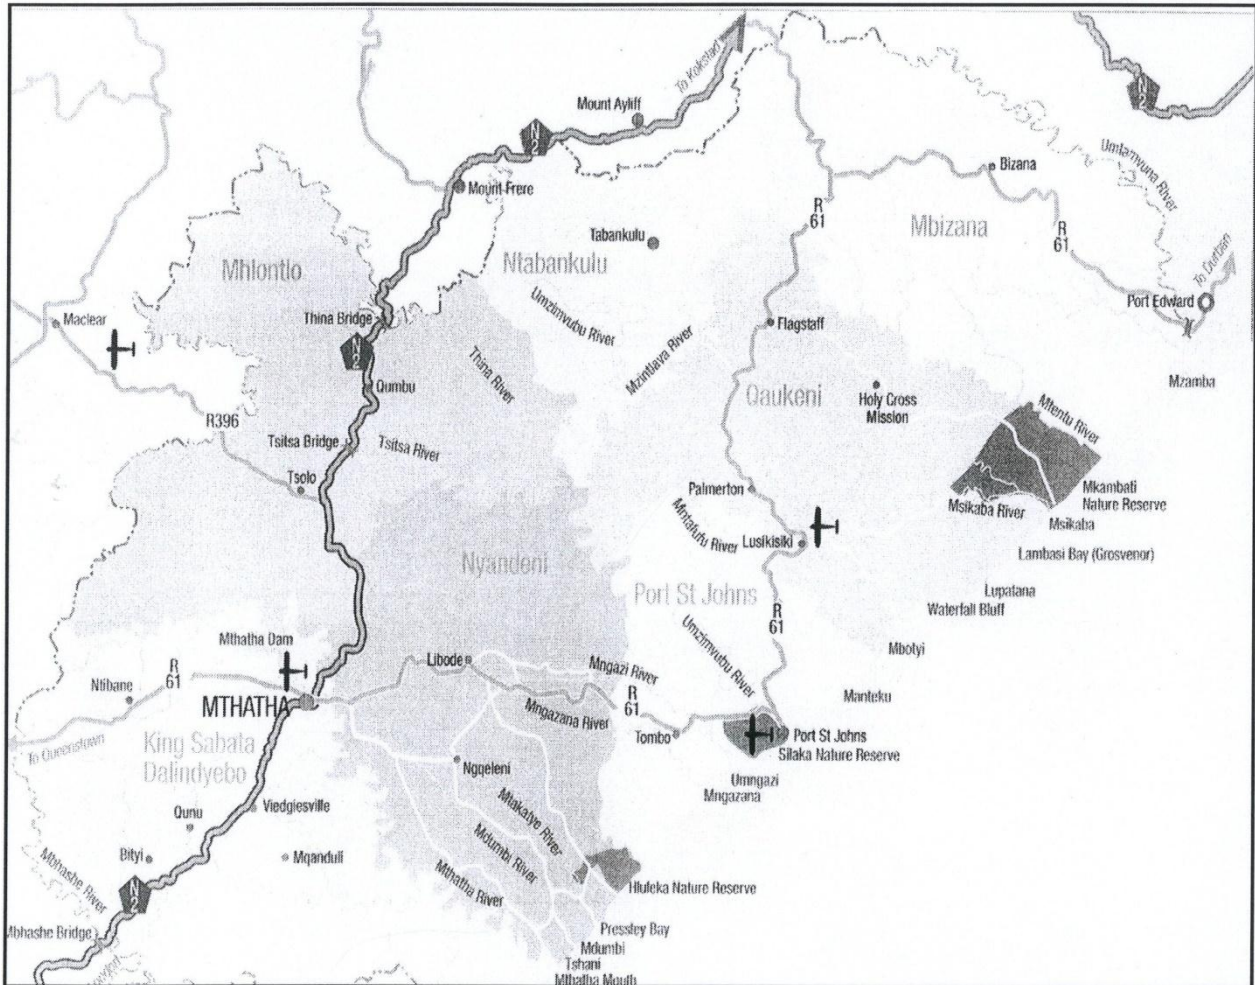 To Kokstad
N
2
Mount Ayliff
N
2
Mount Frere
Umtamvuna River
Bizana
R
61
Mbizana
R
61
Tabankulu
Ntabankulu
Mhlontlo
To Durban
Port Edward
Umzimvubu River
Thina Bridge
Maclear
Flagstaff
N
2
Mzintlava River
Thina River
Qumbu
Mzamba
Qaukeni
Holy Cross
Mission
Mtentu River
R396
Tsitsa Bridge
Tsitsa River
Tsolo
Palmerton
Mkambati
Nature Reserve
Msikaba River
Msikaba
Mntafufu River
Lusikisiki
Lambasi Bay (Grosvenor)
Nyandeni
Port St Johns
Lupatana
Waterfall Bluff
R
61
Mthatha Dam
Umzimvubu River
Mbotyi
Libode
Mngazi River
R
61
Ntibane
MTHATHA
Mngazana River
R
61
Manteku
Tombo
Port St Johns
Silaka Nature Reserve
To Queenstown
King Sabata
Dalindyebo
Ngqeleni
Umngazi
Mngazana
Viedgiesville
Qunu
Mtakatye River
Mdumbi River
Bityi
Mqanduli
Mthatha River
Mbhashe River
N
2
Hluleka Nature Reserve
Mbhashe Bridge
Pressley Bay
Mdumbi
Tshani
Mthatha Mouth